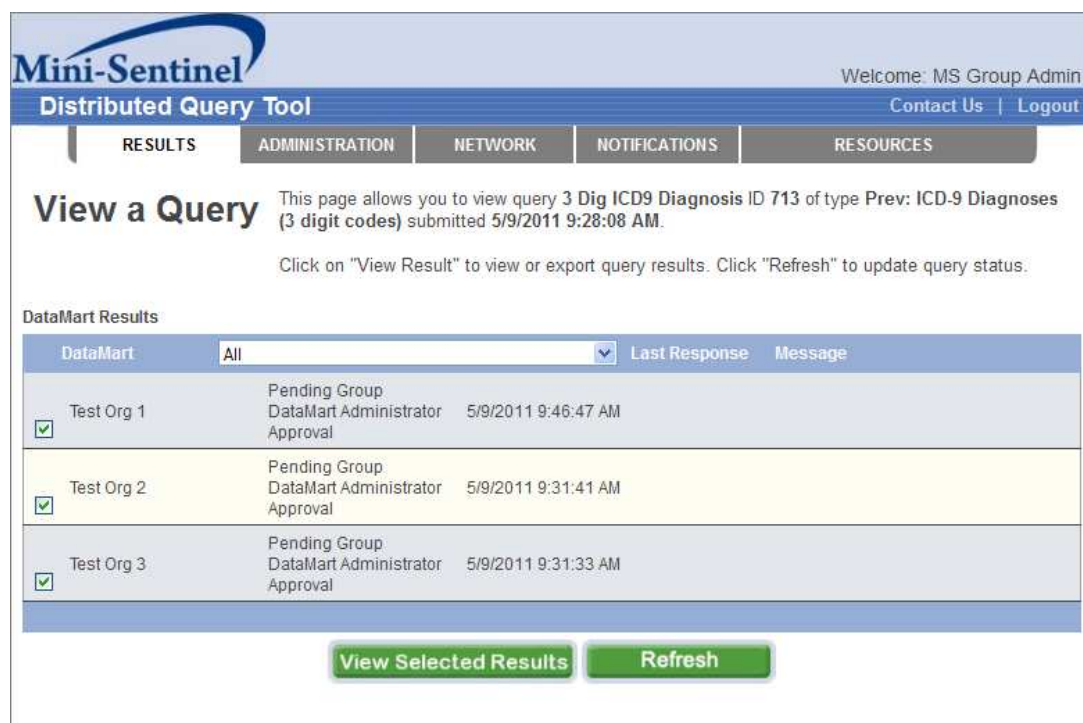 Mini-Sentinel
Welcome: MS Group Admin
Distributed Query Tool
Contact Us | Logout
RESULTS ADMINISTRATION NETWORK NOTIFICATIONS RESOURCES
View a Query
This page allows you to view query 3 Dig ICD9 Diagnosis ID 713 of type Prev: ICD-9 Diagnoses
(3 digit codes) submitted 5/9/2011 9:28:08 AM.
Click on "View Result" to view or export query results. Click "Refresh" to update query status.
DataMart Results
DataMart All Last Response Message
Test Org 1
Pending Group
DataMart Administrator
Approval
5/9/2011 9:46:47 AM
Test Org 2
Pending Group
DataMart Administrator
Approval
5/9/2011 9:31:41 AM
Test Org 3
Pending Group
DataMart Administrator
Approval
5/9/2011 9:31:33 AM
View Selected Results Refresh